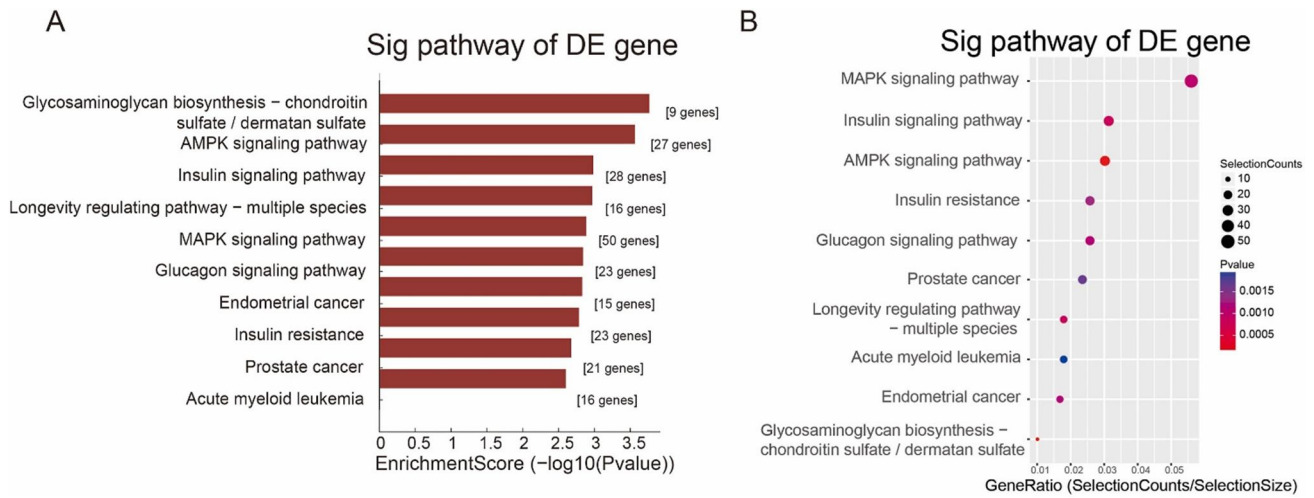 A
Sig pathway of DE gene
Glycosaminoglycan biosynthesis − chondroitin
sulfate / dermatan sulfate
[9 genes]
AMPK signaling pathway
[27 genes]
Insulin signaling pathway
[28 genes]
Longevity regulating pathway − multiple species
[16 genes]
MAPK signaling pathway
[50 genes]
Glucagon signaling pathway
[23 genes]
Endometrial cancer
[15 genes]
Insulin resistance
[23 genes]
Prostate cancer
[21 genes]
Acute myeloid leukemia
[16 genes]
0 0.5 1 1.5 2 2.5 3 3.5
EnrichmentScore (−log10(Pvalue))
B
Sig pathway of DE gene
MAPK signaling pathway
Insulin signaling pathway
AMPK signaling pathway
Insulin resistance
Glucagon signaling pathway
Prostate cancer
Longevity regulating pathway
− multiple species
Acute myeloid leukemia
Endometrial cancer
Glycosaminoglycan biosynthesis −
chondroitin sulfate / dermatan sulfate
0.01 0.02 0.03 0.04 0.05
GeneRatio (SelectionCounts/SelectionSize)
SelectionCounts
10
20
30
40
50
Pvalue
0.0015
0.0010
0.0005